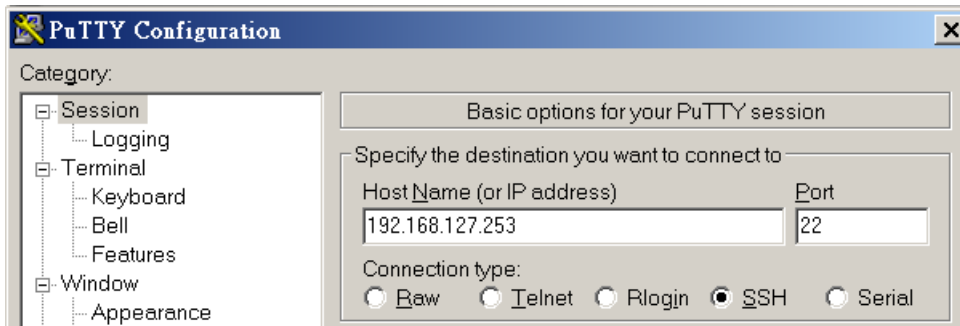 PuTTY Configuration
Category:
Session
Logging
Terminal
Keyboard
Bell
Features
Window
Appearance
Basic options for your PuTTY session
Specify the destination you want to connect to
Host Name (or IP address) Port
192.168.127.253 22
Connection type:
Raw Telnet Rlogin SSH Serial